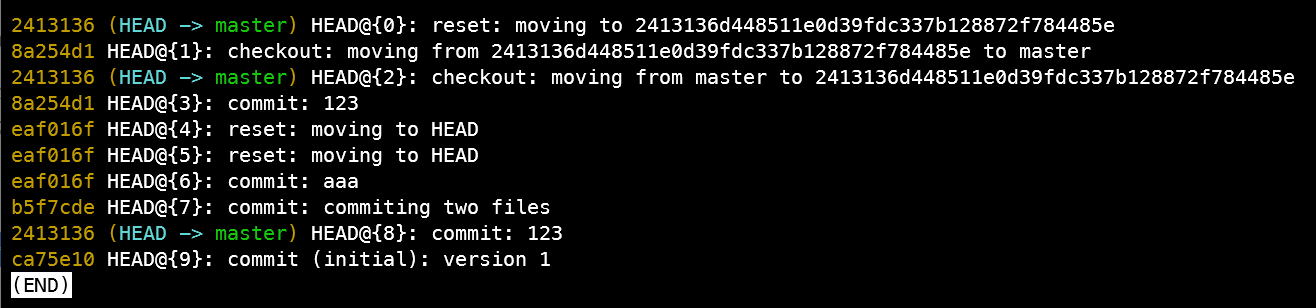 2413136 (HEAD -> master) HEAD@{0}: reset: moving to 2413136d448511e0d39fdc337b128872f784485e
8a254d1 HEAD@{1}: checkout: moving from 2413136d448511e0d39fdc337b128872f784485e to master
2413136 (HEAD -> master) HEAD@{2}: checkout: moving from master to 2413136d448511e0d39fdc337b128872f784485e
8a254d1 HEAD@{3}: commit: 123
eaf016f HEAD@{4}: reset: moving to HEAD
eaf016f HEAD@{5}: reset: moving to HEAD
eaf016f HEAD@{6}: commit: aaa
b5f7cde HEAD@{7}: commit: commiting two files
2413136 (HEAD -> master) HEAD@{8}: commit: 123
ca75e10 HEAD@{9}: commit (initial): version 1
(END)